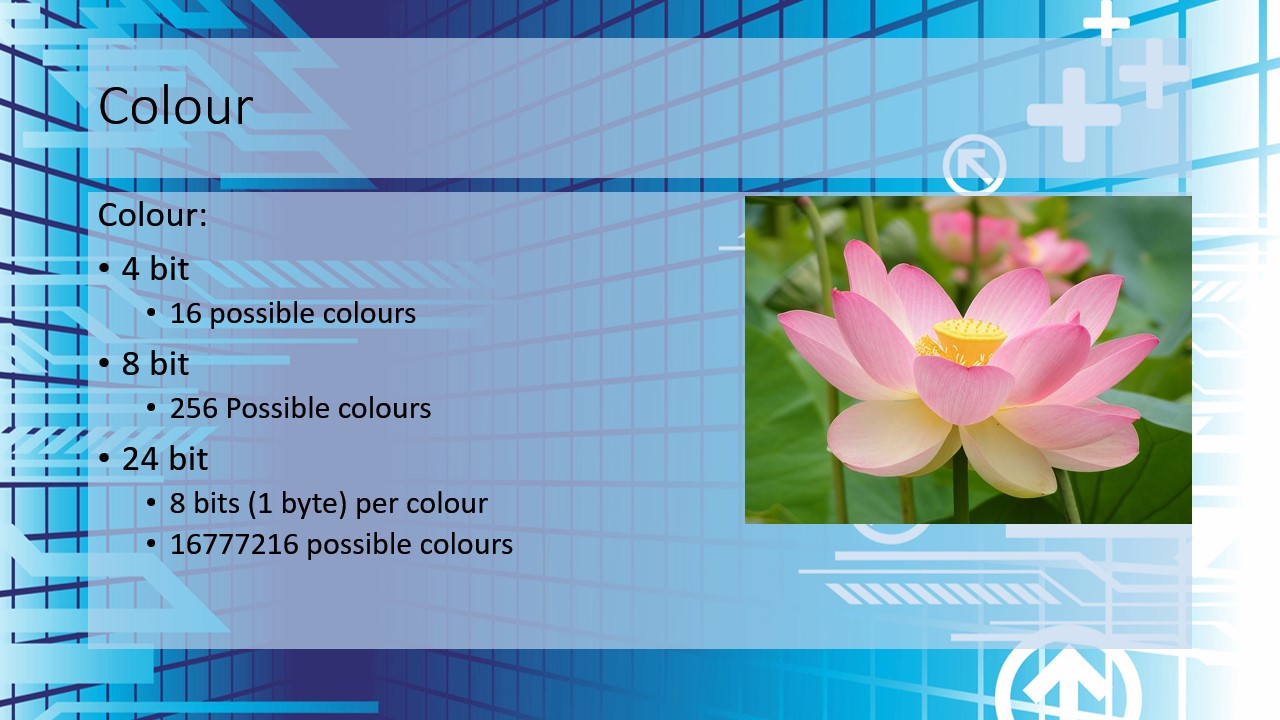 Colour
Colour:
• 4 bit
• 16 possible colours
• 8 bit
• 256 Possible colours
• 24 bit
• 8 bits (1 byte) per colour
• 16777216 possible colours